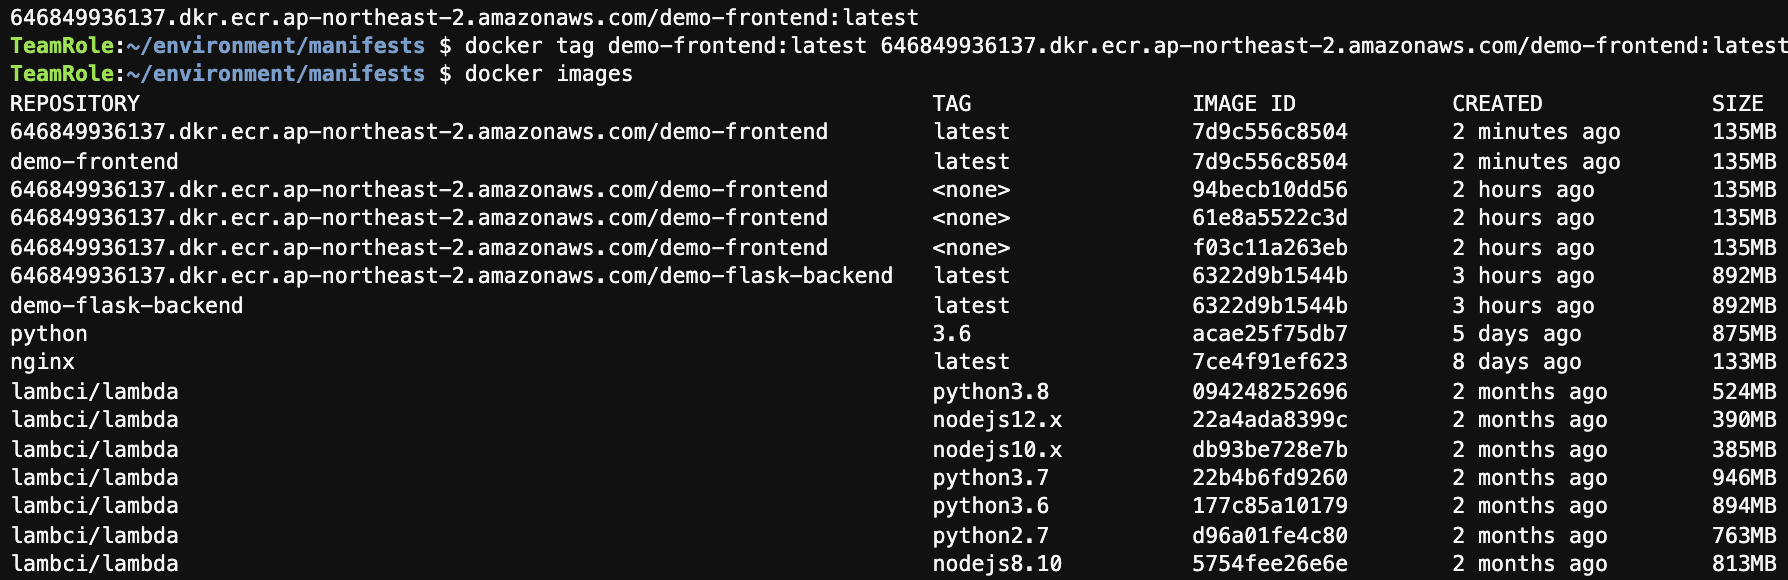 646849936137.dkr.ecr.ap-northeast-2.amazonaws.com/demo-frontend:latest
TeamRole:~/environment/manifests $ docker tag demo-frontend:latest 646849936137.dkr.ecr.ap-northeast-2.amazonaws.com/demo-frontend:latest
TeamRole:~/environment/manifests $ docker images
REPOSITORY TAG IMAGE ID CREATED SIZE
646849936137.dkr.ecr.ap-northeast-2.amazonaws.com/demo-frontend latest 7d9c556c8504 2 minutes ago 135MB
demo-frontend latest 7d9c556c8504 2 minutes ago 135MB
646849936137.dkr.ecr.ap-northeast-2.amazonaws.com/demo-frontend <none> 94becb10dd56 2 hours ago 135MB
646849936137.dkr.ecr.ap-northeast-2.amazonaws.com/demo-frontend <none> 61e8a5522c3d 2 hours ago 135MB
646849936137.dkr.ecr.ap-northeast-2.amazonaws.com/demo-frontend <none> f03c11a263eb 2 hours ago 135MB
646849936137.dkr.ecr.ap-northeast-2.amazonaws.com/demo-flask-backend latest 6322d9b1544b 3 hours ago 892MB
demo-flask-backend latest 6322d9b1544b 3 hours ago 892MB
python 3.6 acae25f75db7 5 days ago 875MB
nginx latest 7ce4f91ef623 8 days ago 133MB
lambci/lambda python3.8 094248252696 2 months ago 524MB
lambci/lambda nodejs12.x 22a4ada8399c 2 months ago 390MB
lambci/lambda nodejs10.x db93be728e7b 2 months ago 385MB
lambci/lambda python3.7 22b4b6fd9260 2 months ago 946MB
lambci/lambda python3.6 177c85a10179 2 months ago 894MB
lambci/lambda python2.7 d96a01fe4c80 2 months ago 763MB
lambci/lambda nodejs8.10 5754fee26e6e 2 months ago 813MB